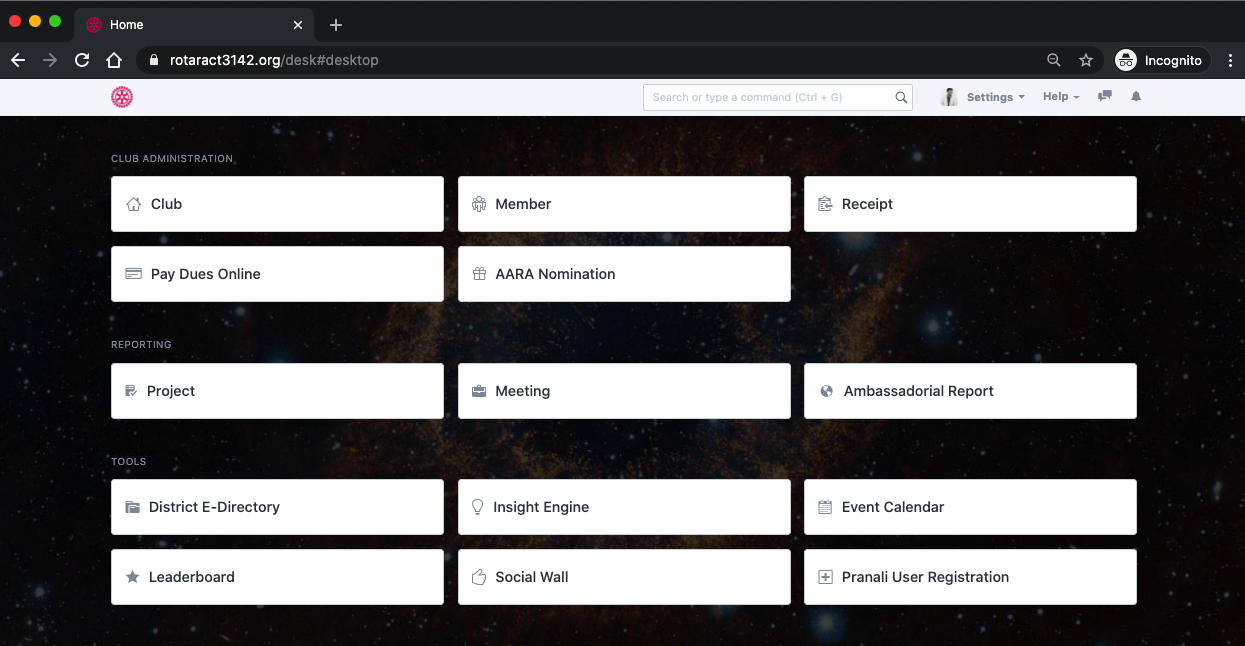 Home
rotaract3142.org/desk#desktop
Incognito
Search or type a command (Ctrl + G)
Settings
Help
CLUB ADMINISTRATION
Club
Member
Receipt
Pay Dues Online
AARA Nomination
REPORTING
Project
Meeting
Ambassadorial Report
TOOLS
District E-Directory
Insight Engine
Event Calendar
Leaderboard
Social Wall
Pranali User Registration